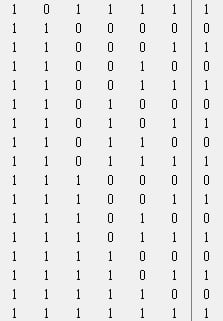 1 0 1 1 1 1 1
1 1 0 0 0 0 0
1 1 0 0 0 1 1
1 1 0 0 1 0 0
1 1 0 0 1 1 1
1 1 0 1 0 0 0
1 1 0 1 0 1 1
1 1 0 1 1 0 0
1 1 0 1 1 1 1
1 1 1 0 0 0 0
1 1 1 0 0 1 1
1 1 1 0 1 0 0
1 1 1 0 1 1 1
1 1 1 1 0 0 0
1 1 1 1 0 1 1
1 1 1 1 1 0 0
1 1 1 1 1 1 1